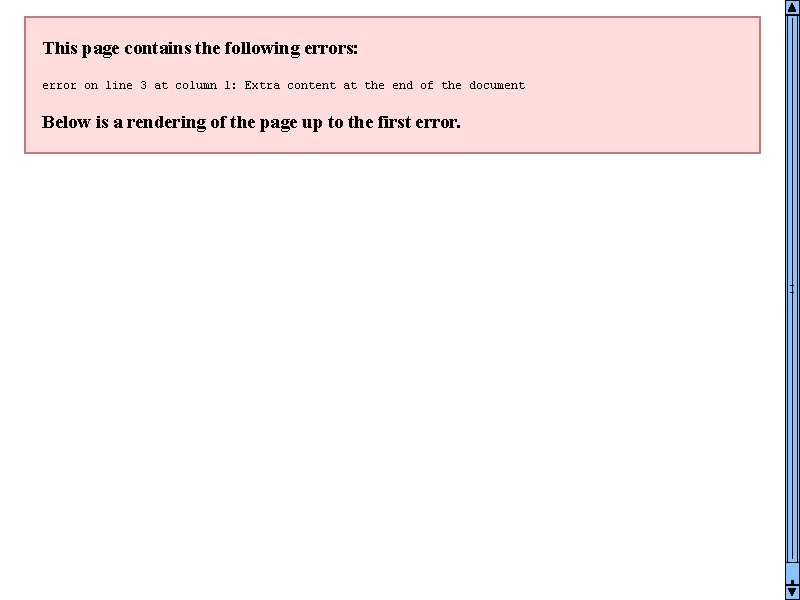 This page contains the following errors:
error on line 3 at column 1: Extra content at the end of the document
Below is a rendering of the page up to the first error.